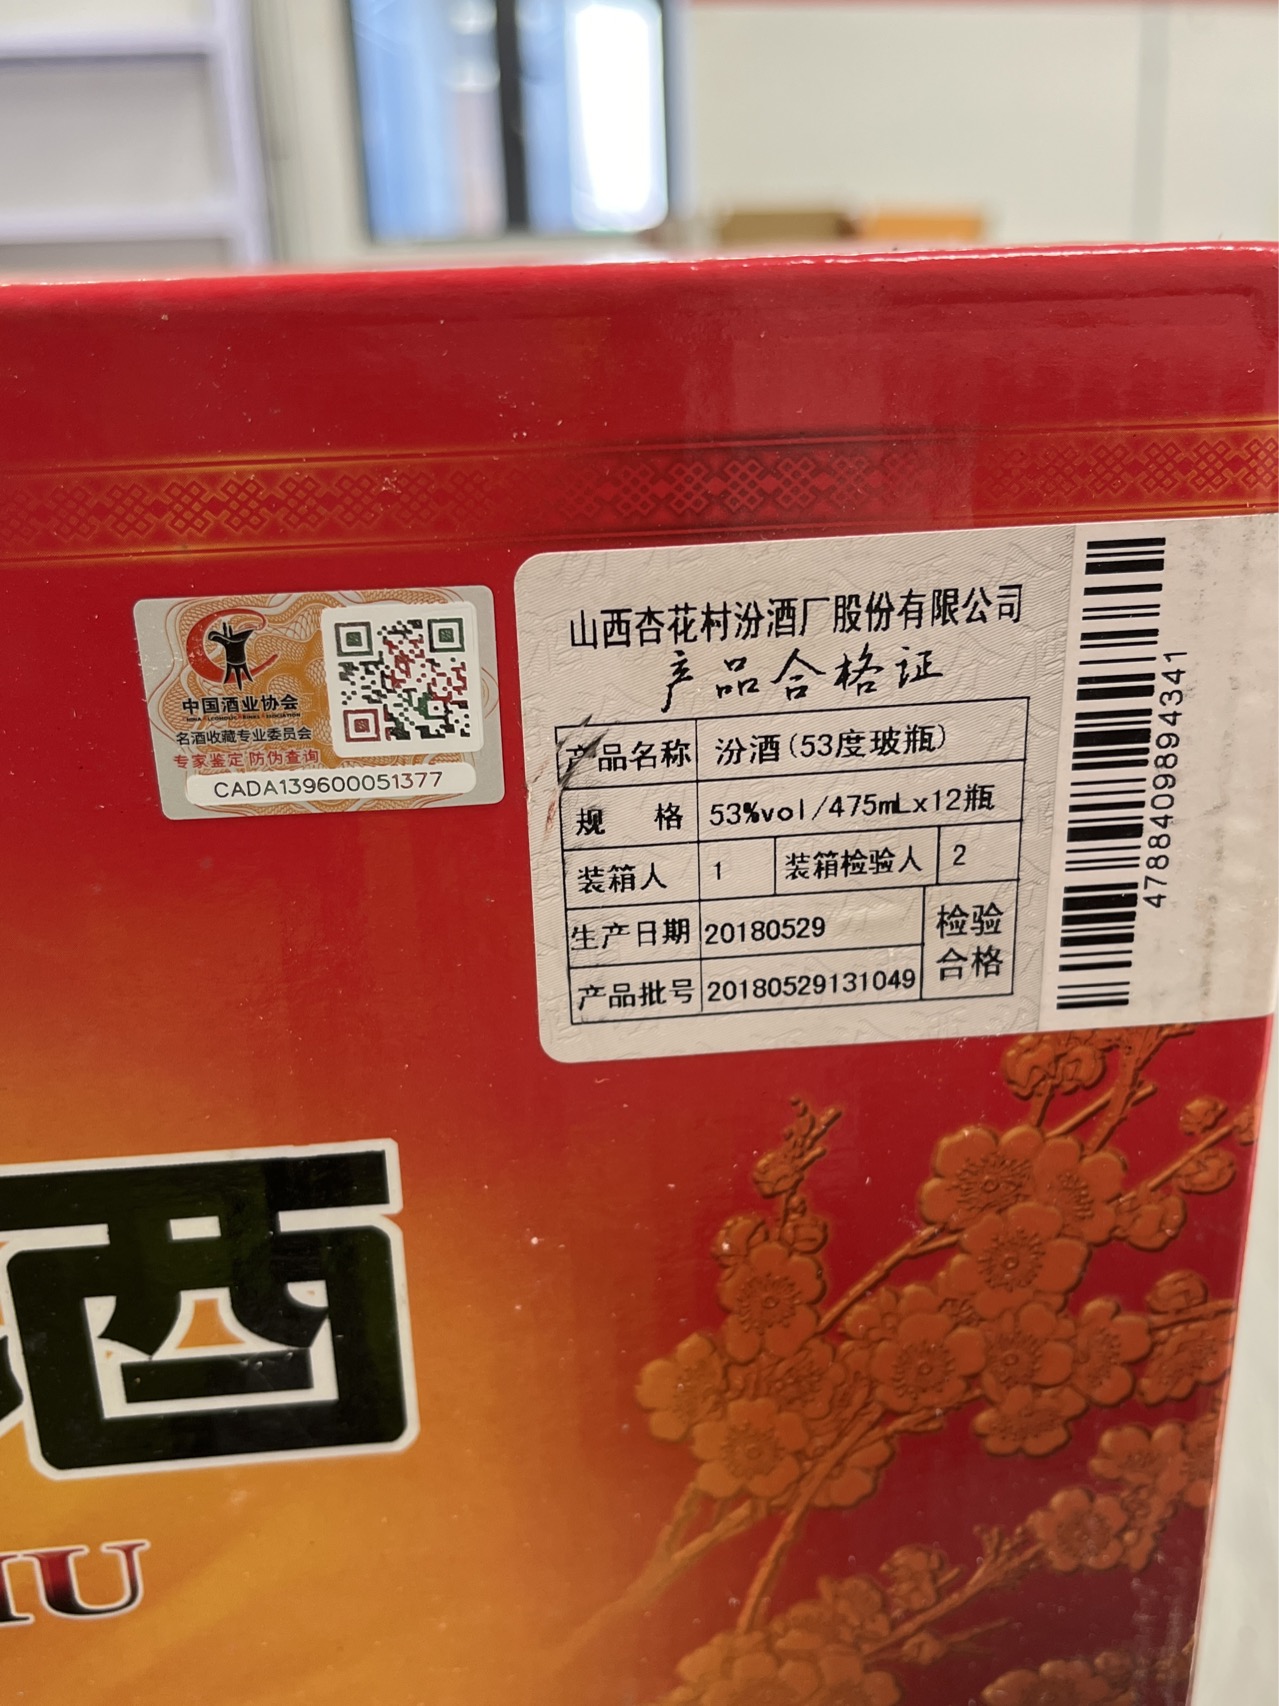 中国酒业协会
名酒收藏专业委员会
专家鉴定 防伪查询
CADA139600051377
山西杏花村汾酒厂股份有限公司
产品合格证
产品名称 汾酒(53度玻瓶)
规 格 53%vol/475mLx12瓶
装箱人 1 装箱检验人 2
生产日期 20180529 检验
产品批号 20180529131049 合格
4788409894341
酒
IU